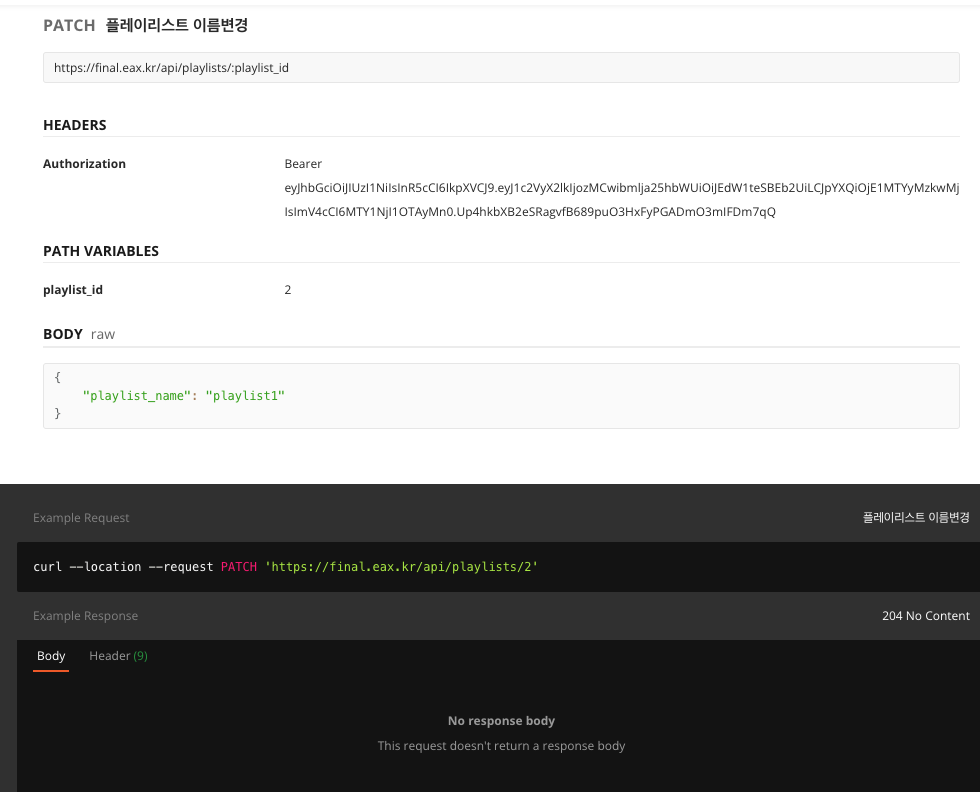 PATCH 플레이리스트 이름변경
https://final.eax.kr/api/playlists/:playlist_id
HEADERS
Authorization Bearer
eyJhbGciOiJIUzI1NiIsInR5cCI6IkpXVCJ9.eyJ1c2VyX2lkIjozMCwibmlja25hbWUiOiJEdW1teSBEb2UiLCJpYXQiOjE1MTYyMzkwMj
IsImV4cCI6MTY1NjI1OTAyMn0.Up4hkbXB2eSRagvfB689puO3HxFyPGADmO3mIFDm7qQ
PATH VARIABLES
playlist_id 2
BODY raw
{
"playlist_name": "playlist1"
}
Example Request 플레이리스트 이름변경
curl --location --request PATCH 'https://final.eax.kr/api/playlists/2'
Example Response 204 No Content
Body Header (9)
No response body
This request doesn't return a response body